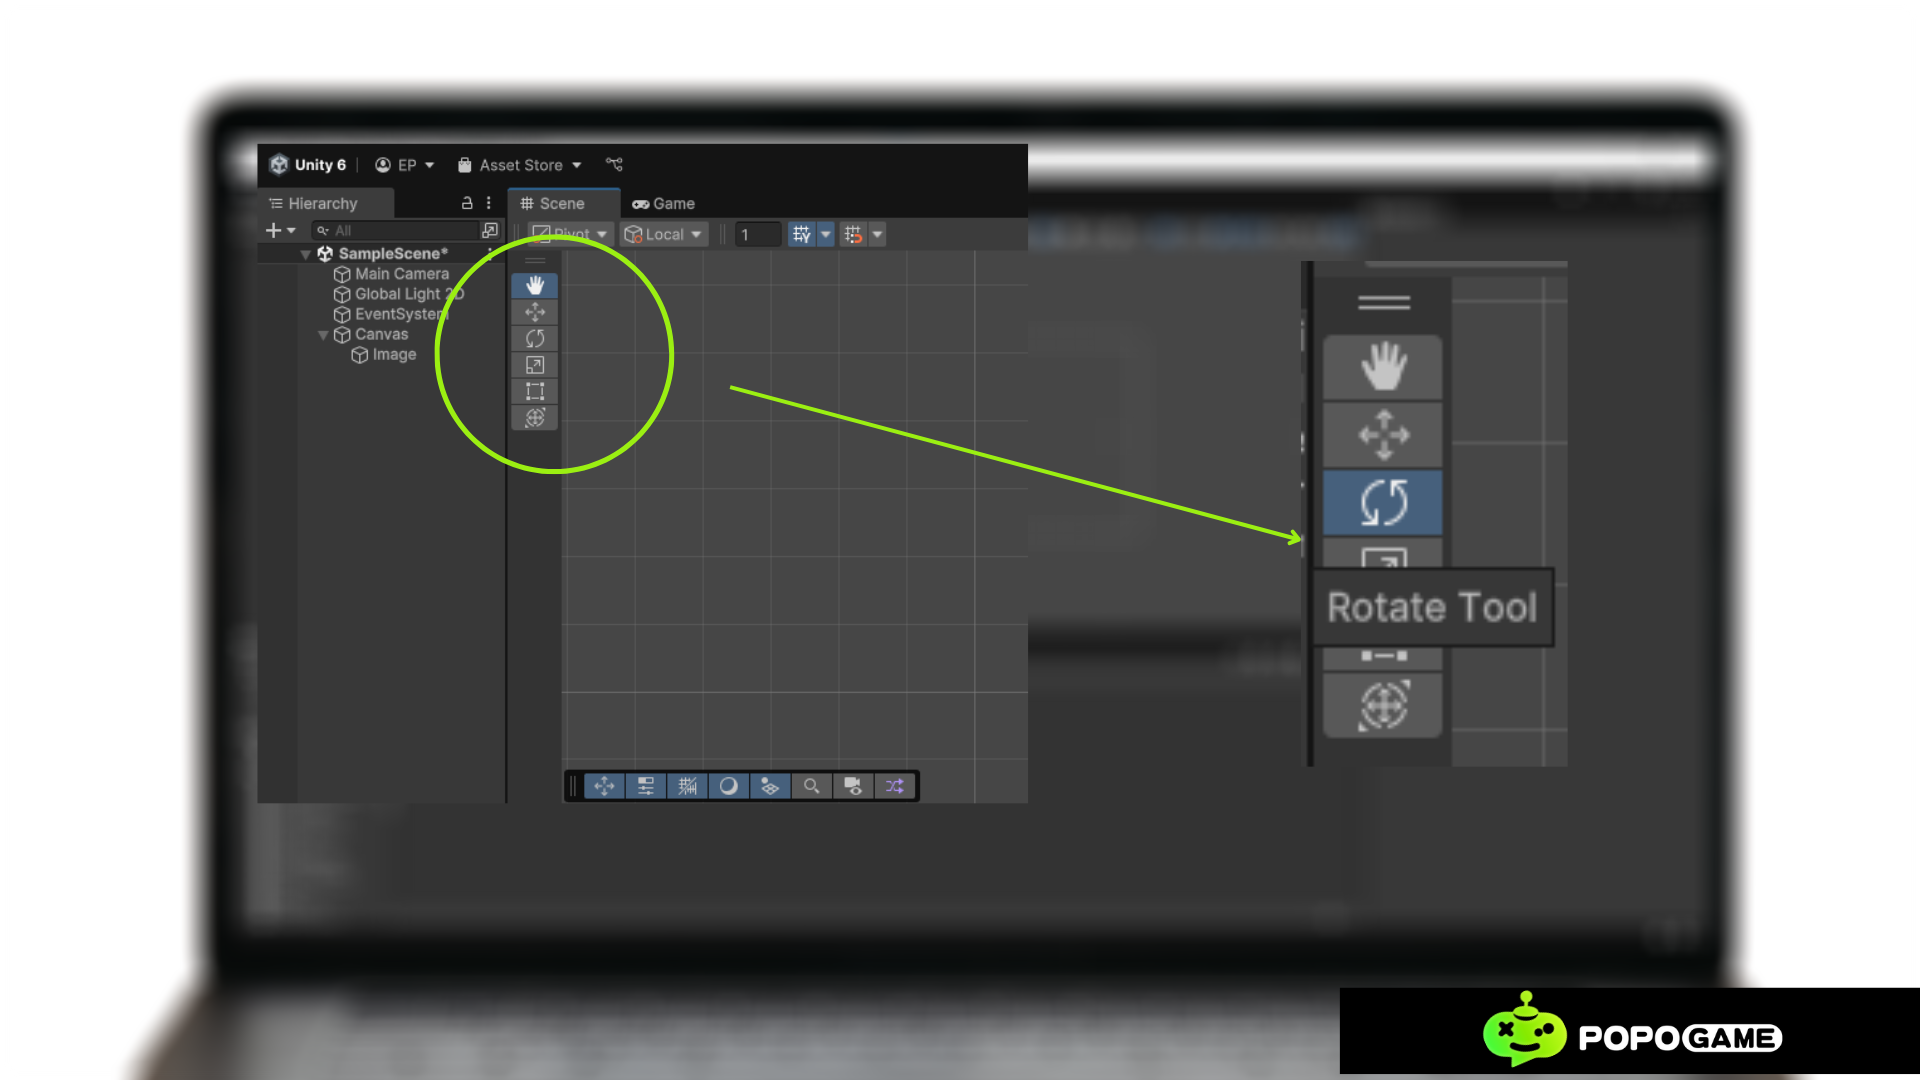 Unity 6 EP Asset Store
Hierarchy Scene Game
All Pivot Local 1
SampleScene*
Main Camera
Global Light 2D
EventSystem
Canvas
Image
Rotate Tool
POPOGAME